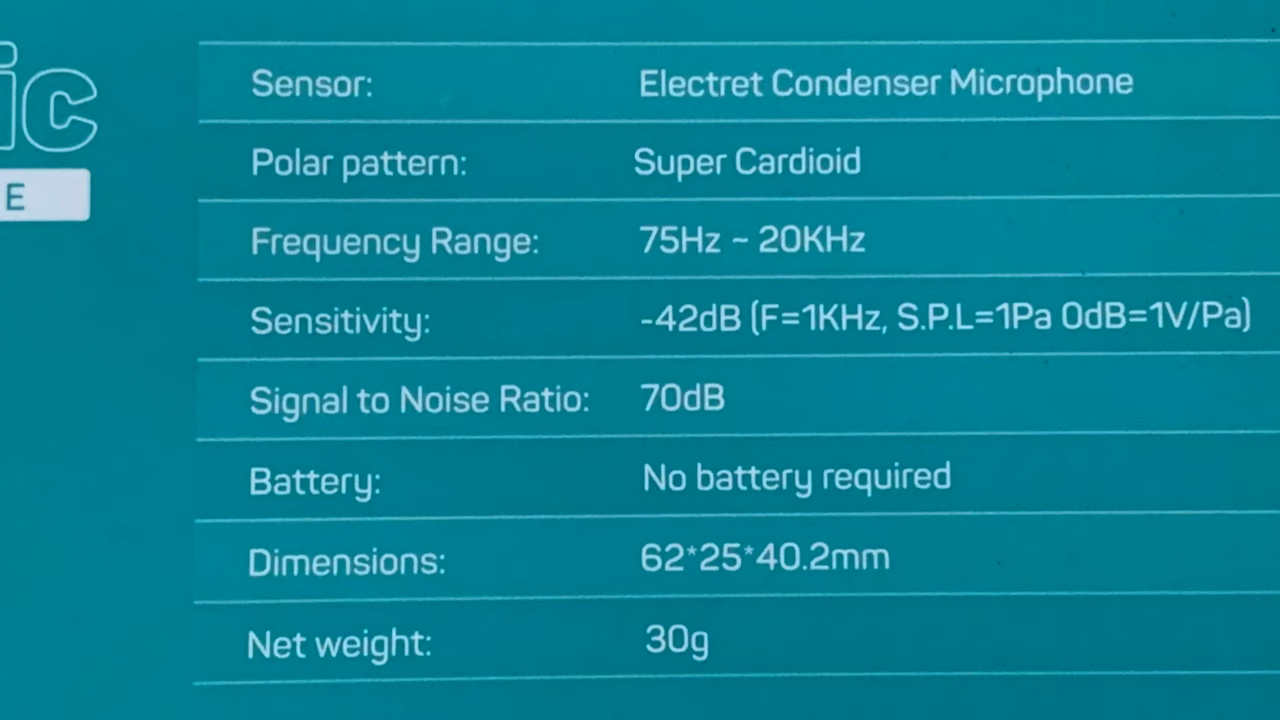 ic
E
Sensor: Electret Condenser Microphone
Polar pattern: Super Cardioid
Frequency Range: 75Hz ~ 20KHz
Sensitivity: -42dB (F=1KHz, S.P.L=1Pa 0dB=1V/Pa)
Signal to Noise Ratio: 70dB
Battery: No battery required
Dimensions: 62*25*40.2mm
Net weight: 30g